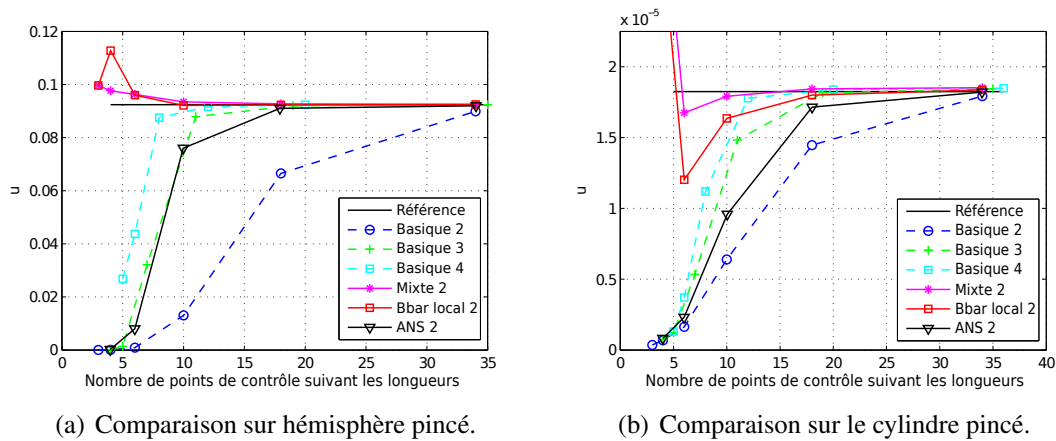 0.12
0.1
0.08
0.06
0.04
0.02
0
u
0 5 10 15 20 25 30 35
Nombre de points de contrôle suivant les longueurs
Référence
Basique 2
Basique 3
Basique 4
Mixte 2
Bbar local 2
ANS 2
(a) Comparaison sur hémisphère pincé.
x 10⁻⁵
2
1.5
1
0.5
0
u
0 5 10 15 20 25 30 35 40
Nombre de points de contrôle suivant les longueurs
Référence
Basique 2
Basique 3
Basique 4
Mixte 2
Bbar local 2
ANS 2
(b) Comparaison sur le cylindre pincé.